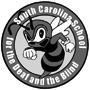 South Carolina School
for the Deaf and the Blind